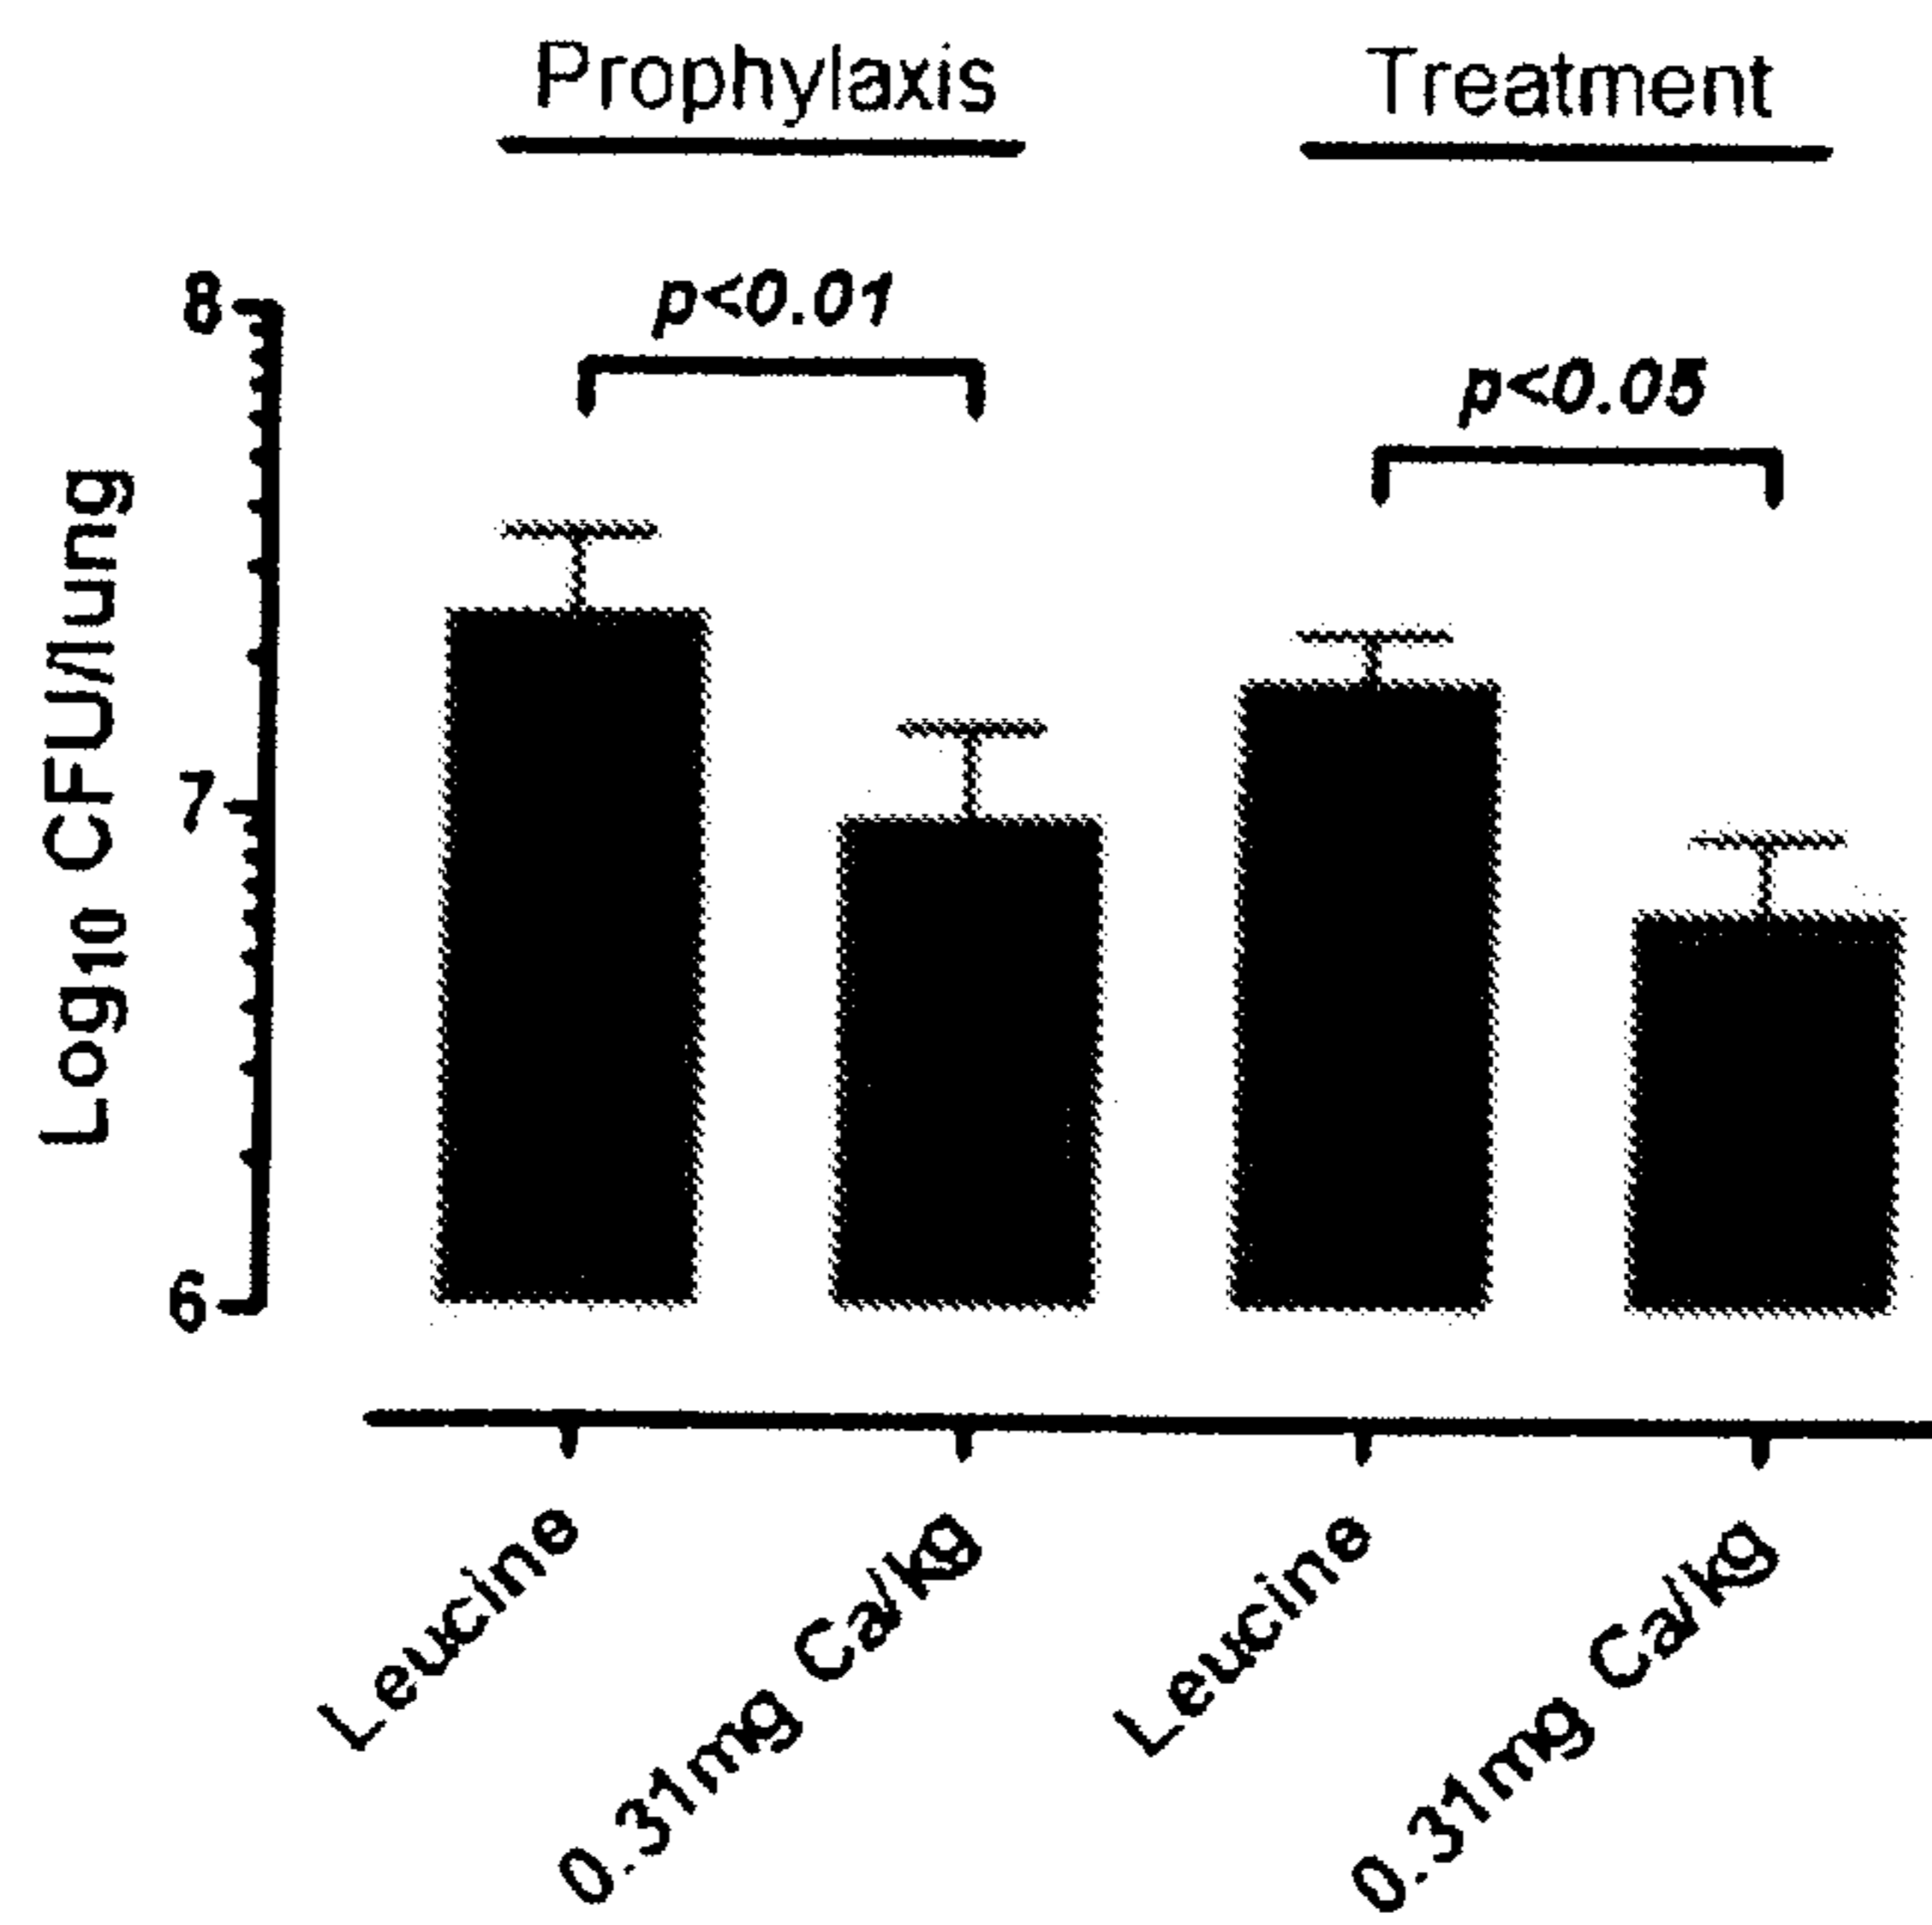 Prophylaxis
Treatment
p<0.01
p<0.05
8
7
6
Log10 CFU/lung
Leucine
0.31mg Ca/kg
Leucine
0.31mg Ca/kg